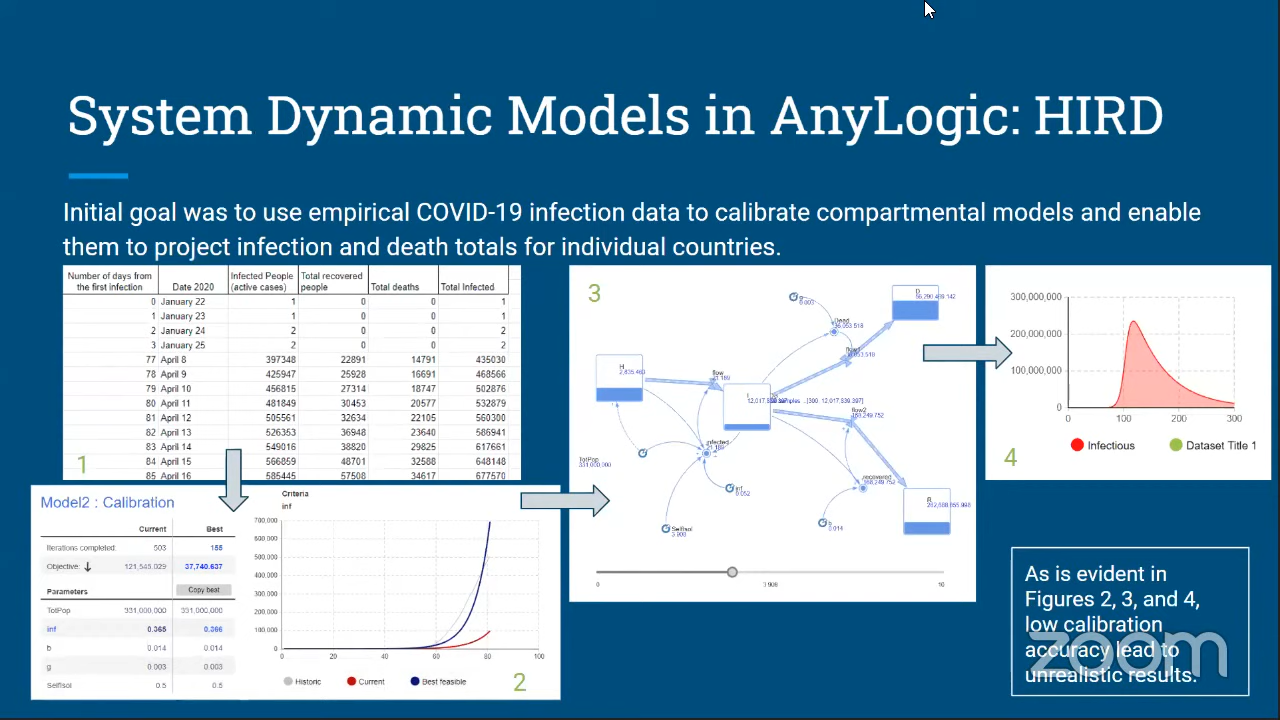 System Dynamic Models in AnyLogic: HIRD
Initial goal was to use empirical COVID-19 infection data to calibrate compartmental models and enable
them to project infection and death totals for individual countries.
Number of days from the first infection Date 2020 Infected People (active cases) Total recovered people Total deaths Total Infected
0 January 22 1 0 0 1
1 January 23 1 0 0 1
2 January 24 2 0 0 2
3 January 25 2 0 0 2
77 April 8 397348 22891 14791 435030
78 April 9 425947 25928 16691 468566
79 April 10 456815 27314 18747 502876
80 April 11 481849 30453 20577 532879
81 April 12 505561 32634 22105 560300
82 April 13 526353 36948 23640 586941
83 April 14 549016 38820 29825 617661
84 April 15 566859 48701 32588 648148
85 April 16 585445 57508 34617 677570
1
Model2 : Calibration
Current Best
Iterations completed: 503 155
Objective: 121,545.029 37,740.637
Parameters Copy best
TotPop 331,000,000 331,000,000
inf 0.365 0.366
b 0.014 0.014
g 0.003 0.003
SelfIsol 0.5 0.5
Criteria
inf
700,000
600,000
500,000
400,000
300,000
200,000
100,000
0
0 20 40 60 80 100
Historic Current Best feasible
2
3
D
Dead
flow1
H
flow
I
flow2
infected
TotPop
331,000,000
recovered
inf
b
0.014
SelfIsol
R
0 50
4
300,000,000
200,000,000
100,000,000
0
0 100 200 300
Infectious Dataset Title 1
As is evident in
Figures 2, 3, and 4,
low calibration
accuracy lead to
unrealistic results.
zoom